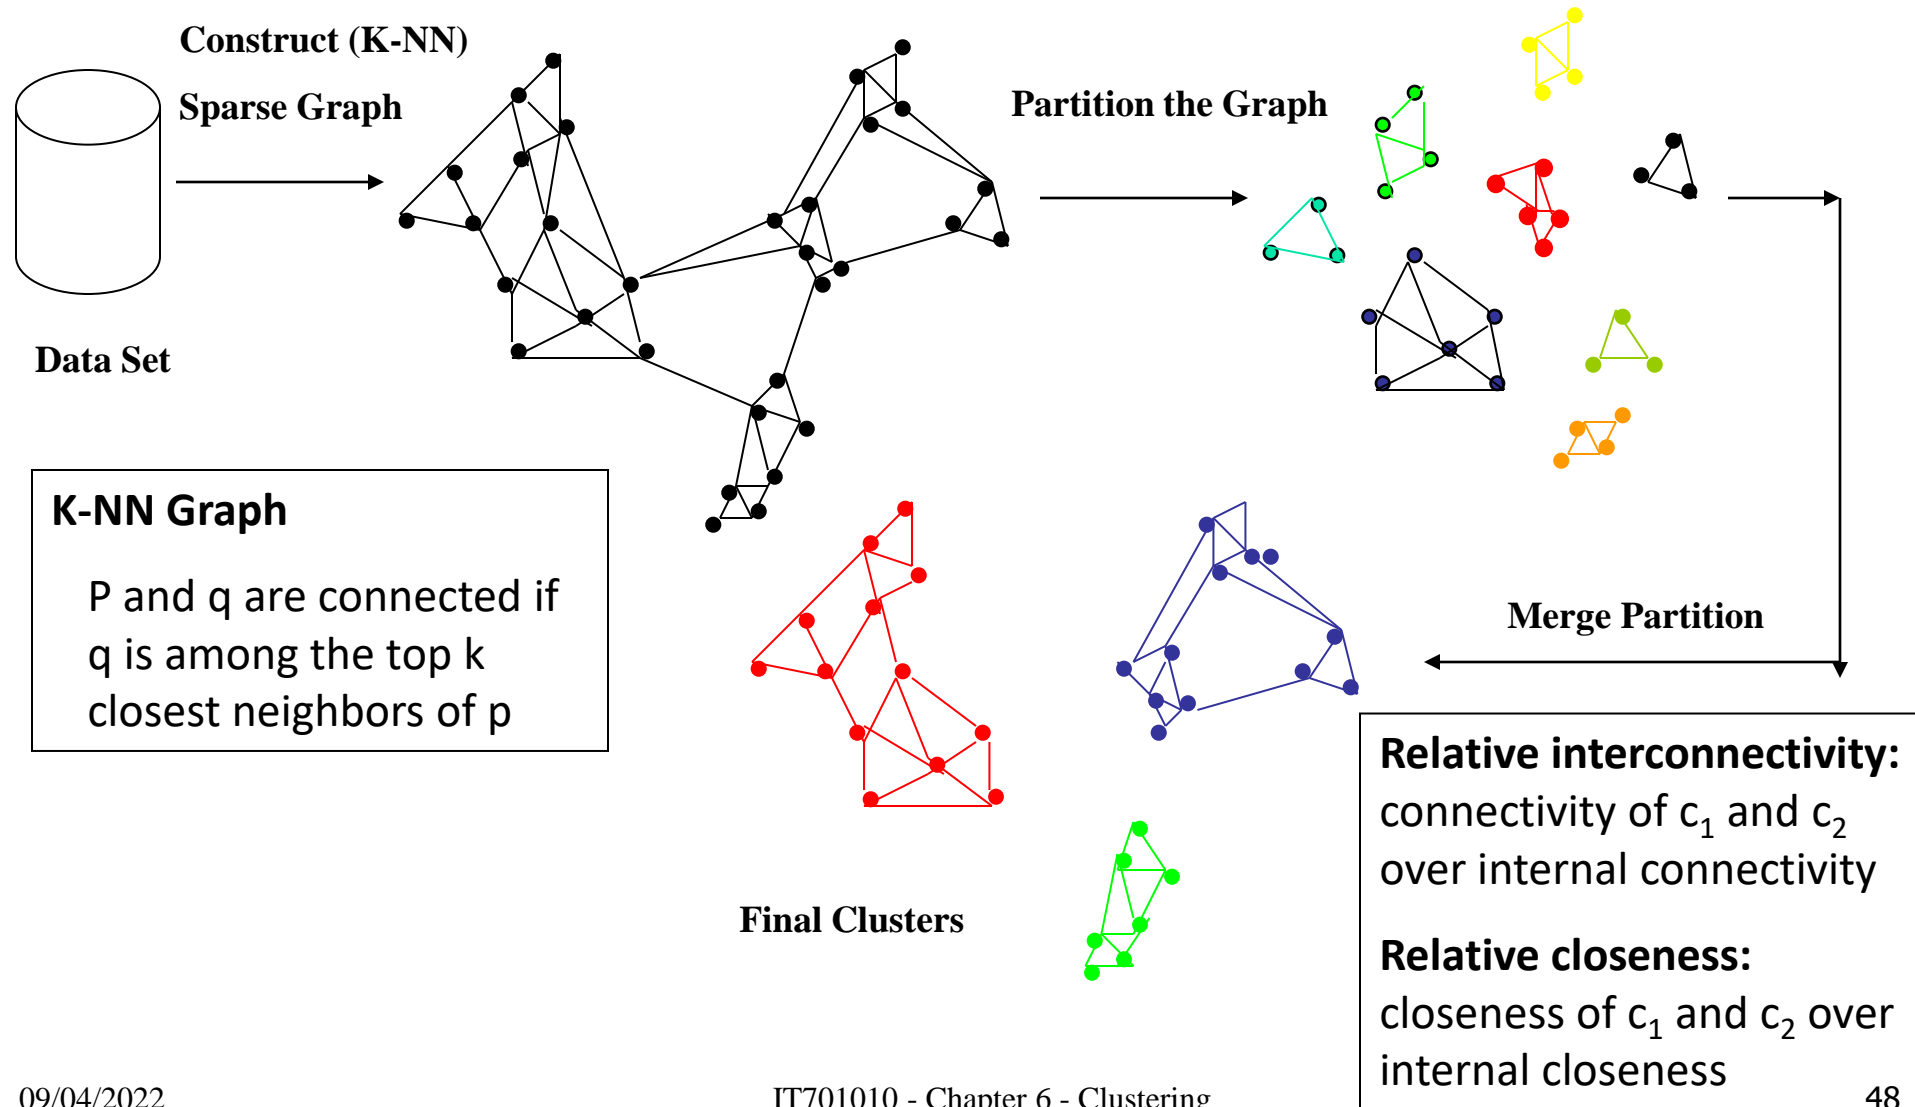 Construct (K-NN)
Sparse Graph
Partition the Graph
Data Set
K-NN Graph
P and q are connected if
q is among the top k
closest neighbors of p
Merge Partition
Relative interconnectivity:
connectivity of c1 and c2
over internal connectivity
Relative closeness:
closeness of c1 and c2 over
internal closeness
Final Clusters
09/04/2022
IT701010 - Chapter 6 - Clustering
48